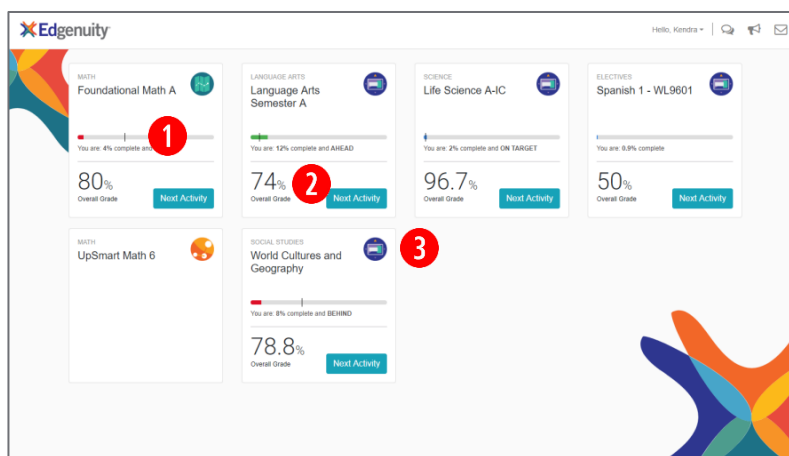 Edgenuity
Hello, Kendra
MATH
Foundational Math A
You are: 4% complete and
80%
Overall Grade
Next Activity
1
LANGUAGE ARTS
Language Arts
Semester A
You are: 12% complete and AHEAD
74%
Overall Grade
Next Activity
2
SCIENCE
Life Science A-IC
You are: 2% complete and ON TARGET
96.7%
Overall Grade
Next Activity
ELECTIVES
Spanish 1 - WL9601
You are: 0.9% complete
50%
Overall Grade
Next Activity
MATH
UpSmart Math 6
SOCIAL STUDIES
World Cultures and
Geography
You are: 8% complete and BEHIND
78.8%
Overall Grade
Next Activity
3